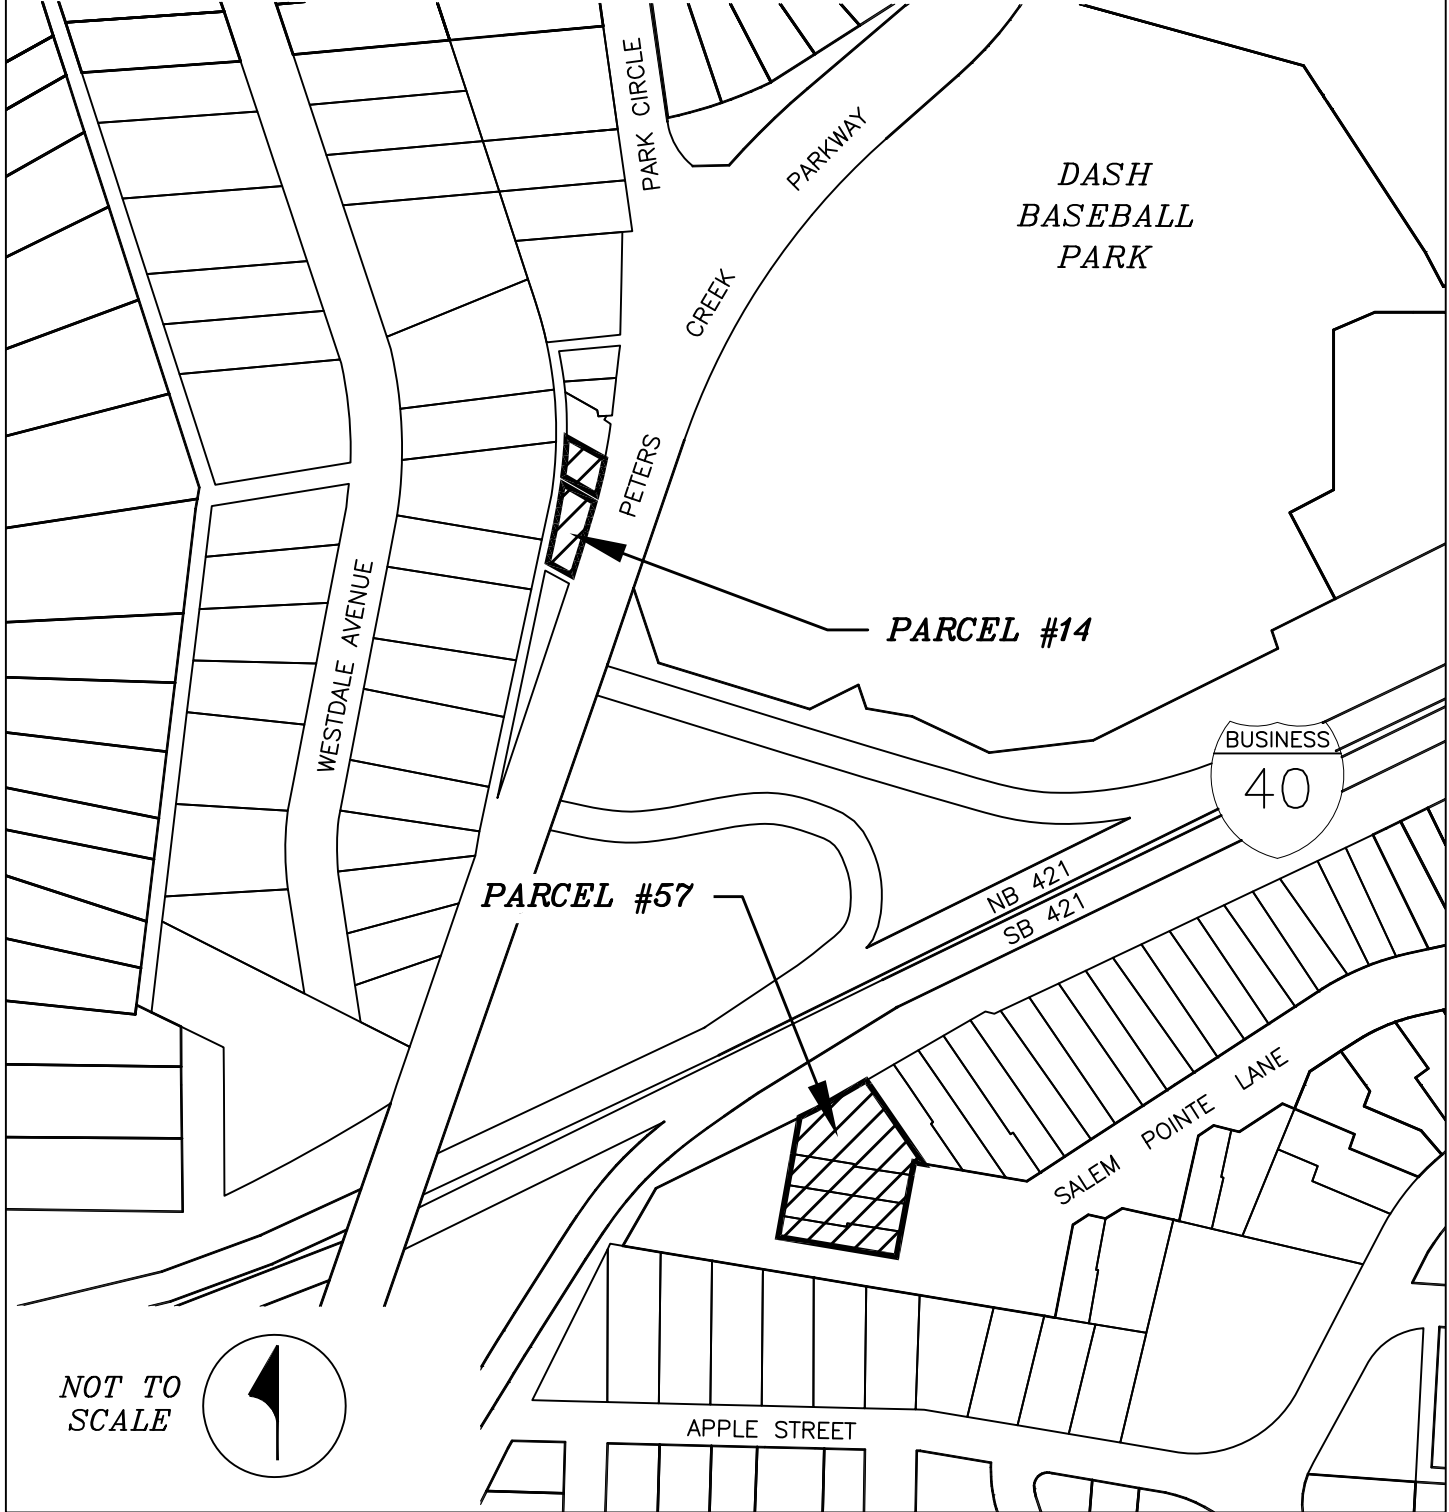 PARK CIRCLE
PARKWAY
DASH
BASEBALL
PARK
CREEK
PETERS
WESTDALE AVENUE
PARCEL #14
BUSINESS
40
PARCEL #57
NB 421
SB 421
SALEM POINTE LANE
NOT TO
SCALE
APPLE STREET